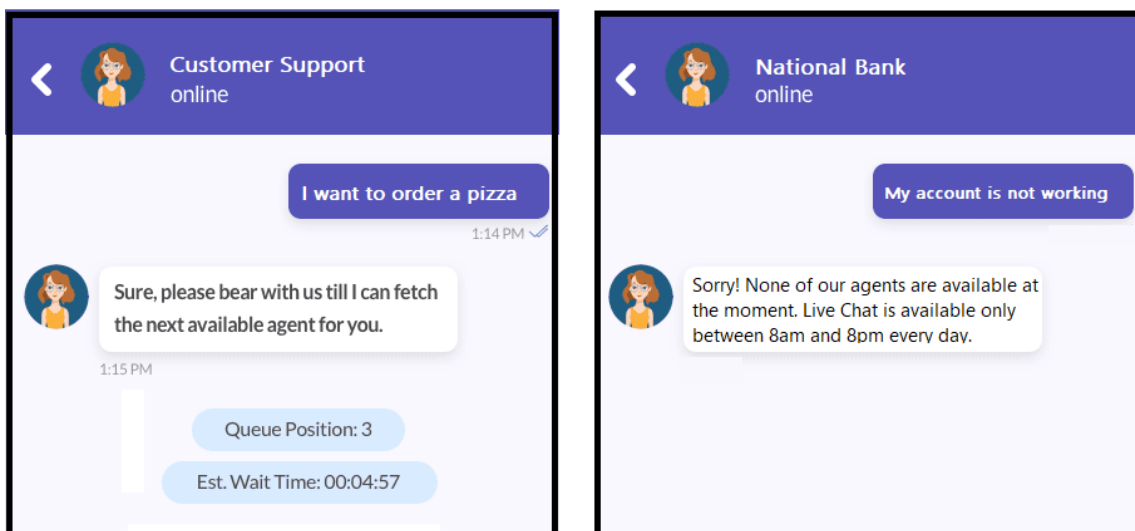 Customer Support
online
I want to order a pizza
1:14 PM
Sure, please bear with us till I can fetch
the next available agent for you.
1:15 PM
Queue Position: 3
Est. Wait Time: 00:04:57
National Bank
online
My account is not working
Sorry! None of our agents are available at
the moment. Live Chat is available only
between 8am and 8pm every day.